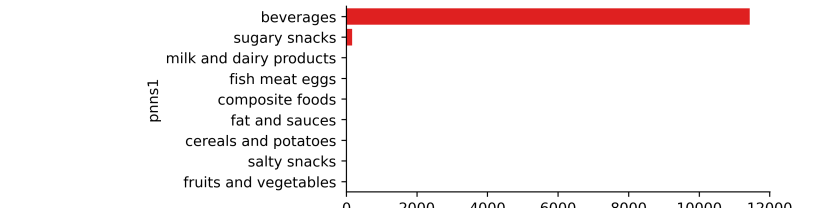 beverages
sugary snacks
milk and dairy products
fish meat eggs
composite foods
fat and sauces
cereals and potatoes
salty snacks
fruits and vegetables
pnns1
0 2000 4000 6000 8000 10000 12000